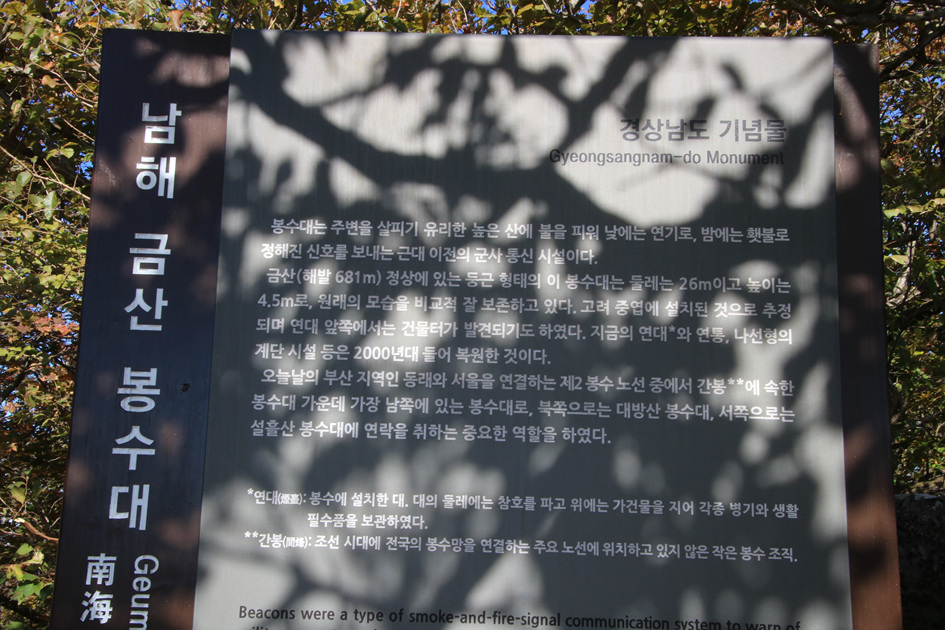 남해 금산 봉수대
南海
Geum
경상남도 기념물
Gyeongsangnam-do Monument
봉수대는 주변을 살피기 유리한 높은 산에 불을 피워 낮에는 연기로, 밤에는 횃불로
정해진 신호를 보내는 근대 이전의 군사 통신 시설이다.
금산(해발 681m) 정상에 있는 둥근 형태의 이 봉수대는 둘레는 26m이고 높이는
4.5m로, 원래의 모습을 비교적 잘 보존하고 있다. 고려 중엽에 설치된 것으로 추정
되며 연대 앞쪽에서는 건물터가 발견되기도 하였다. 지금의 연대*와 연통, 나선형의
계단 시설 등은 2000년대 들어 복원한 것이다.
오늘날의 부산 지역인 동래와 서울을 연결하는 제2 봉수 노선 중에서 간봉**에 속한
봉수대 가운데 가장 남쪽에 있는 봉수대로, 북쪽으로는 대방산 봉수대, 서쪽으로는
설흘산 봉수대에 연락을 취하는 중요한 역할을 하였다.
*연대(煙臺): 봉수에 설치한 대. 대의 둘레에는 참호를 파고 위에는 가건물을 지어 각종 병기와 생활
필수품을 보관하였다.
**간봉(間烽): 조선 시대에 전국의 봉수망을 연결하는 주요 노선에 위치하고 있지 않은 작은 봉수 조직.
Beacons were a type of smoke-and-fire-signal communication system to warn of